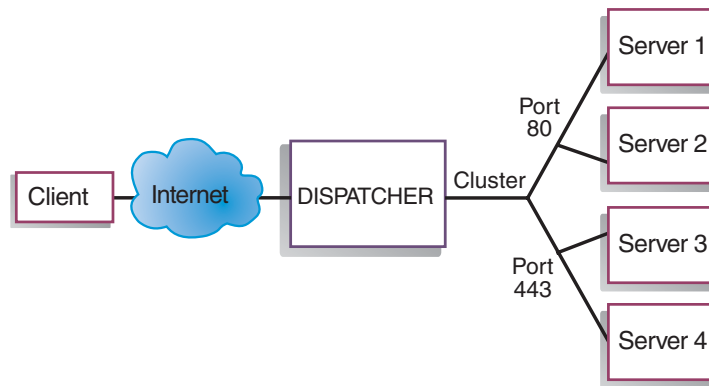 Client
Internet
DISPATCHER
Cluster
Port
80
Port
443
Server 1
Server 2
Server 3
Server 4